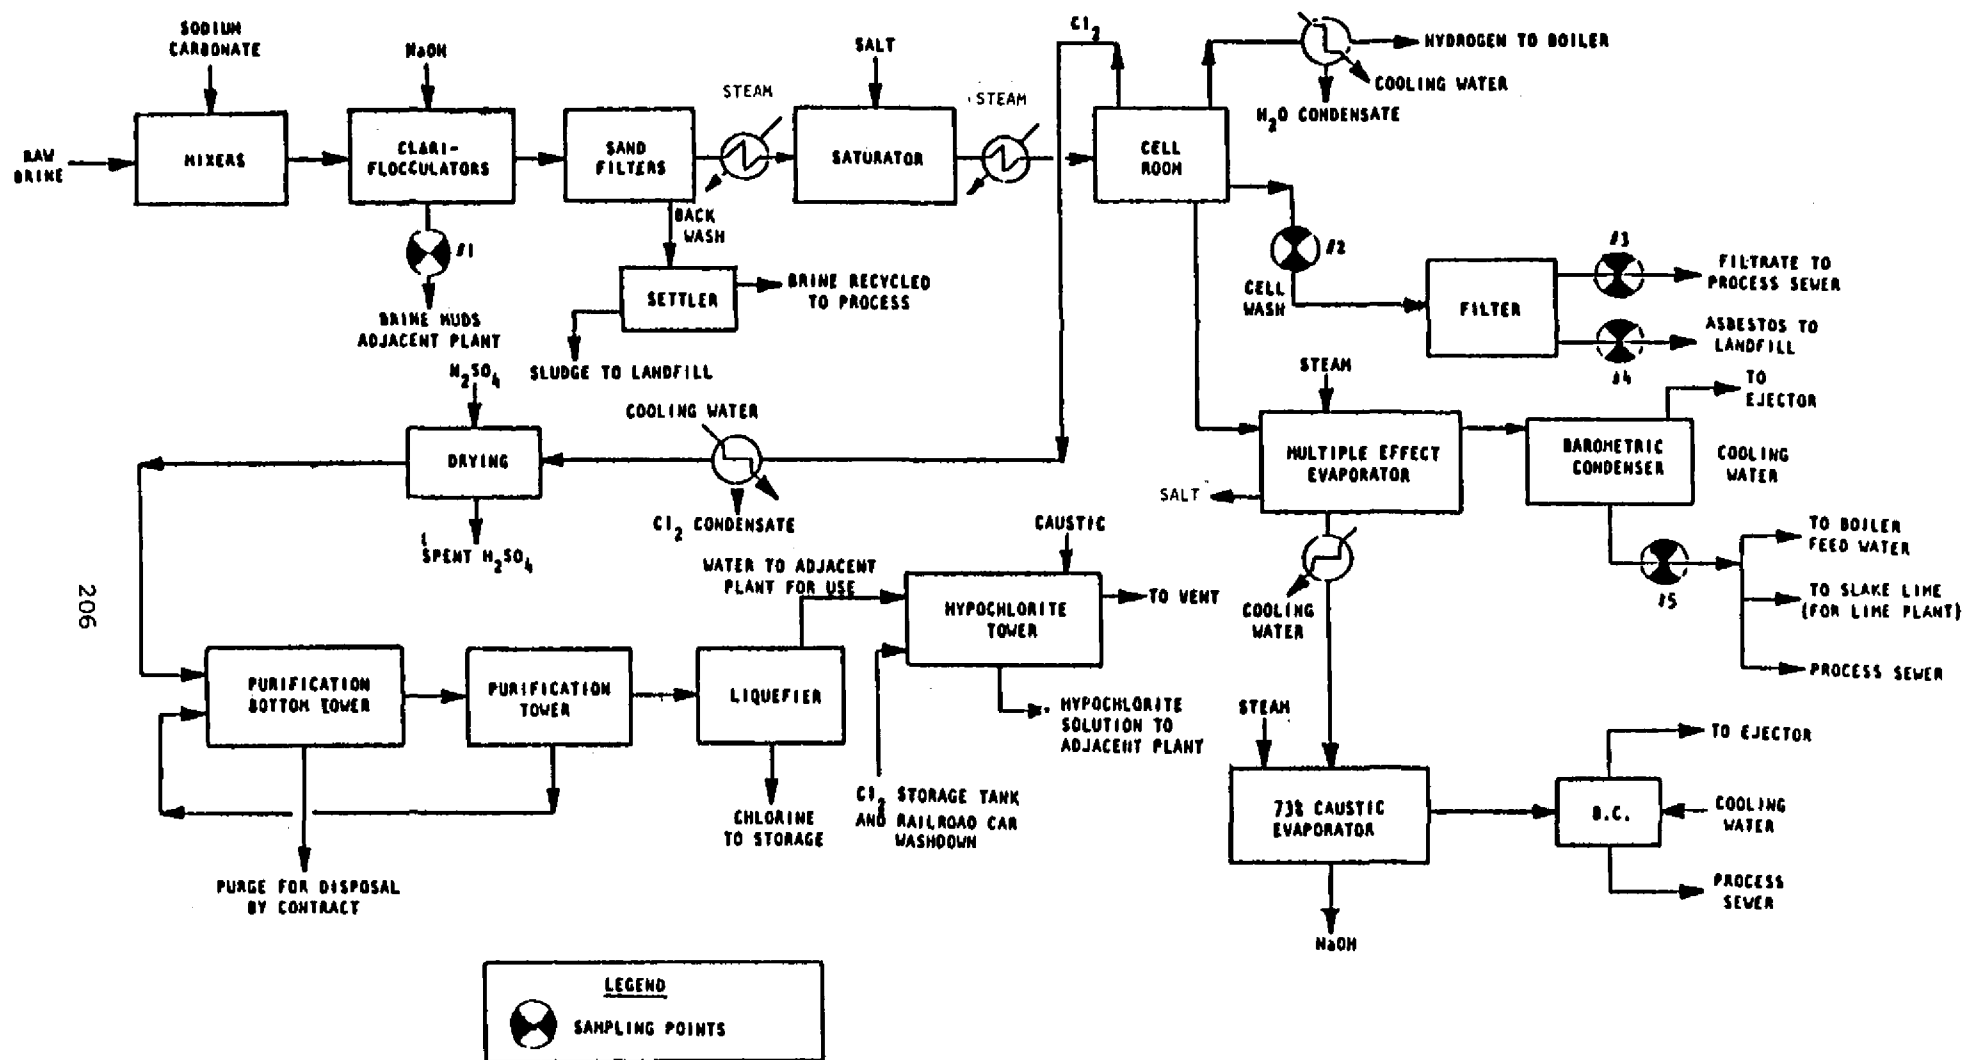 SODIUM
CARBONATE
NaOH
SALT
STEAM
STEAM
Cl2
HYDROGEN TO BOILER
COOLING WATER
H2O CONDENSATE
RAW
BRINE
MIXERS
CLARI-
FLOCCULATORS
SAND
FILTERS
SATURATOR
CELL
ROOM
BACK
WASH
#1
BRINE MUDS
ADJACENT PLANT
SETTLER
BRINE RECYCLED
TO PROCESS
SLUDGE TO LANDFILL
#2
CELL
WASH
FILTER
#3
FILTRATE TO
PROCESS SEWER
ASBESTOS TO
LANDFILL
#4
H2SO4
DRYING
SPENT H2SO4
COOLING WATER
Cl2 CONDENSATE
STEAM
MULTIPLE EFFECT
EVAPORATOR
SALT
BAROMETRIC
CONDENSER
TO
EJECTOR
COOLING
WATER
#5
TO BOILER
FEED WATER
TO SLAKE LIME
(FOR LIME PLANT)
PROCESS SEWER
COOLING
WATER
WATER TO ADJACENT
PLANT FOR USE
CAUSTIC
HYPOCHLORITE
TOWER
TO VENT
206
PURIFICATION
BOTTOM TOWER
PURIFICATION
TOWER
LIQUEFIER
HYPOCHLORITE
SOLUTION TO
ADJACENT PLANT
Cl2 STORAGE TANK
AND RAILROAD CAR
WASHDOWN
CHLORINE
TO STORAGE
PURGE FOR DISPOSAL
BY CONTRACT
STEAM
73% CAUSTIC
EVAPORATOR
B.C.
TO EJECTOR
COOLING
WATER
PROCESS
SEWER
NaOH
LEGEND
SAMPLING POINTS